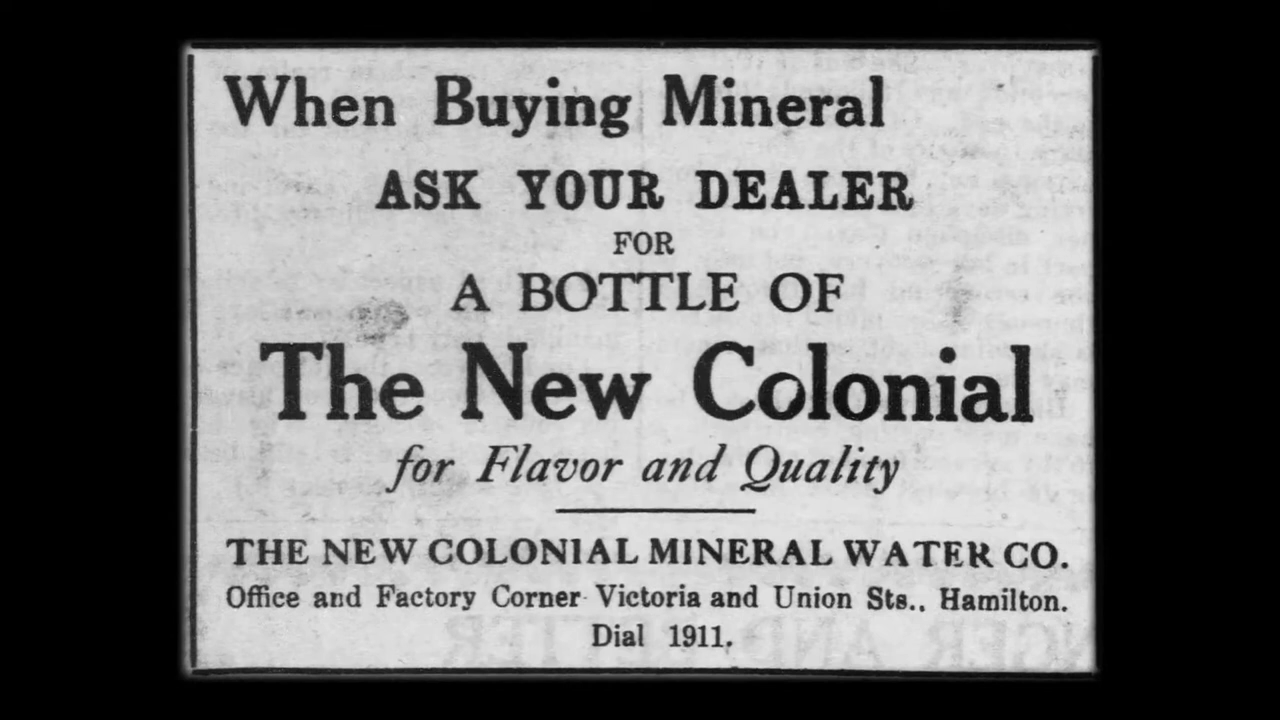 When Buying Mineral
ASK YOUR DEALER
FOR
A BOTTLE OF
The New Colonial
for Flavor and Quality
THE NEW COLONIAL MINERAL WATER CO.
Office and Factory Corner Victoria and Union Sts., Hamilton.
Dial 1911.